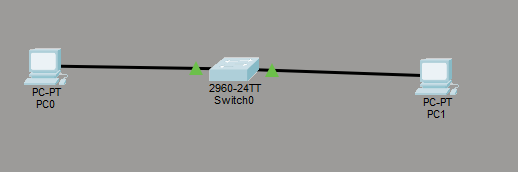 PC-PT
PC0
2960-24TT
Switch0
PC-PT
PC1